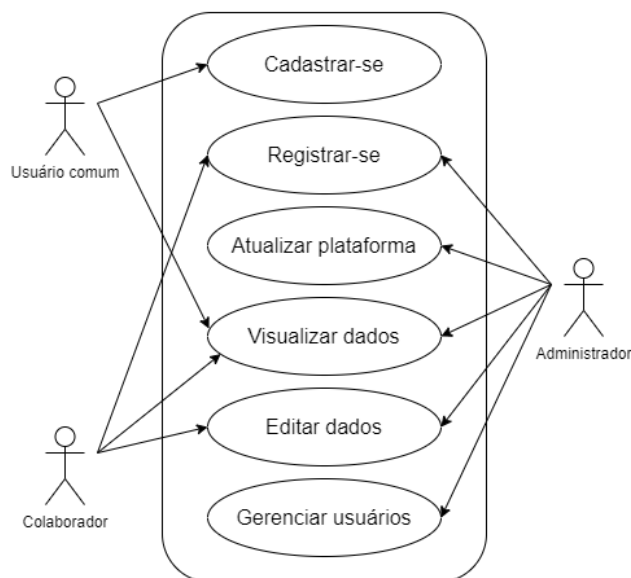 Cadastrar-se
Usuário comum
Registrar-se
Atualizar plataforma
Visualizar dados
Administrador
Editar dados
Colaborador
Gerenciar usuários